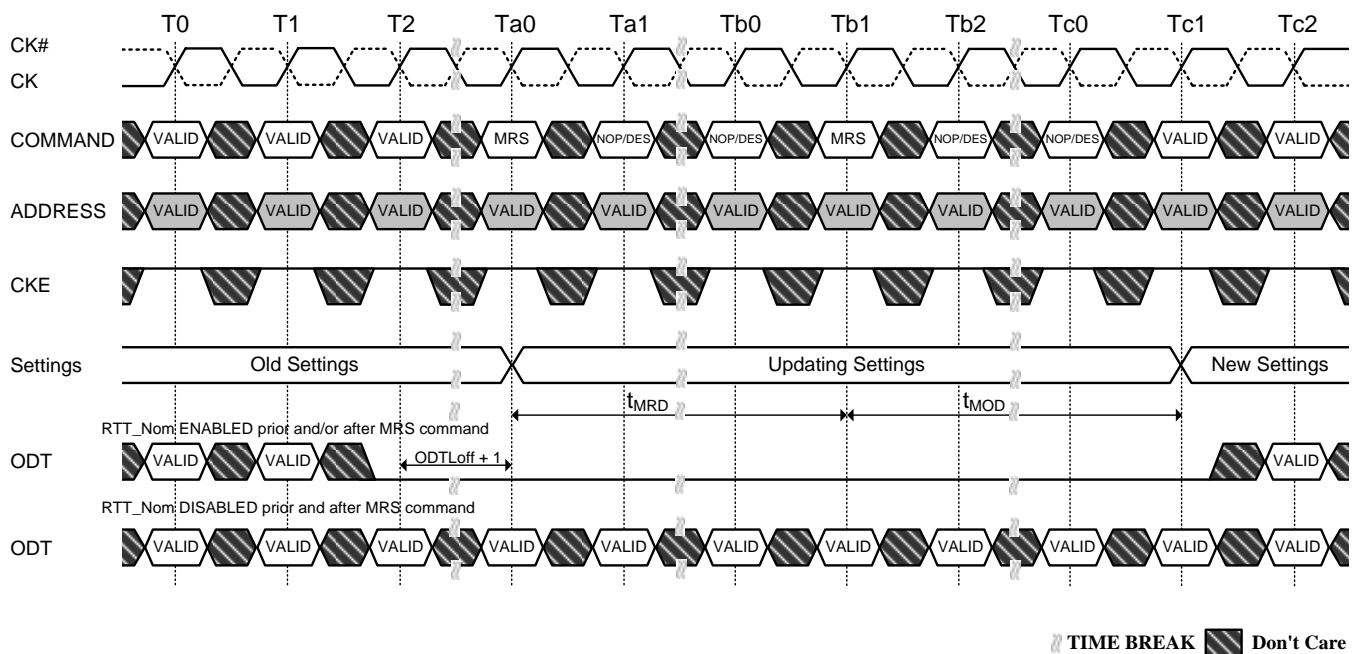 T0 T1 T2 Ta0 Ta1 Tb0 Tb1 Tb2 Tc0 Tc1 Tc2
CK#
CK
COMMAND VALID VALID VALID MRS NOP/DES NOP/DES MRS NOP/DES NOP/DES VALID VALID
ADDRESS VALID VALID VALID VALID VALID VALID VALID VALID VALID VALID VALID
CKE
Settings Old Settings Updating Settings New Settings
tMRD tMOD
RTT_Nom ENABLED prior and/or after MRS command
ODT VALID VALID ODTLoff + 1 VALID
RTT_Nom DISABLED prior and after MRS command
ODT VALID VALID VALID VALID VALID VALID VALID VALID VALID VALID VALID
TIME BREAK Don't Care